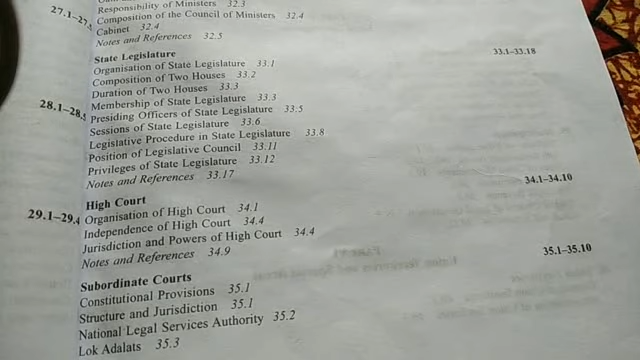 Responsibility of Ministers 32.3
27.1–27.
Composition of the Council of Ministers 32.4
Cabinet 32.4
Notes and References 32.5
State Legislature 33.1–33.18
Organisation of State Legislature 33.1
Composition of Two Houses 33.2
Duration of Two Houses 33.3
Membership of State Legislature 33.3
28.1–28. Presiding Officers of State Legislature 33.5
Sessions of State Legislature 33.6
Legislative Procedure in State Legislature 33.8
Position of Legislative Council 33.11
Privileges of State Legislature 33.12
Notes and References 33.17
High Court 34.1–34.10
29.1–29.4 Organisation of High Court 34.1
Independence of High Court 34.4
Jurisdiction and Powers of High Court 34.4
Notes and References 34.9
Subordinate Courts 35.1–35.10
Constitutional Provisions 35.1
Structure and Jurisdiction 35.1
National Legal Services Authority 35.2
Lok Adalats 35.3